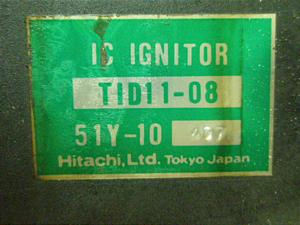 IC IGNITOR
TID11-08
51Y-10
Hitachi, Ltd. Tokyo Japan